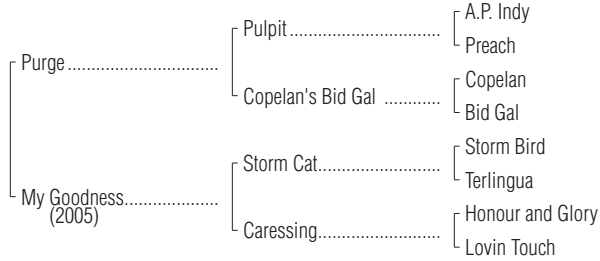 A.P. Indy
Pulpit........................................
Preach
Purge........................................
Copelan
Copelan's Bid Gal ............
Bid Gal
Storm Bird
Storm Cat..........................
Terlingua
My Goodness....................
(2005)
Honour and Glory
Caressing..........................
Lovin Touch